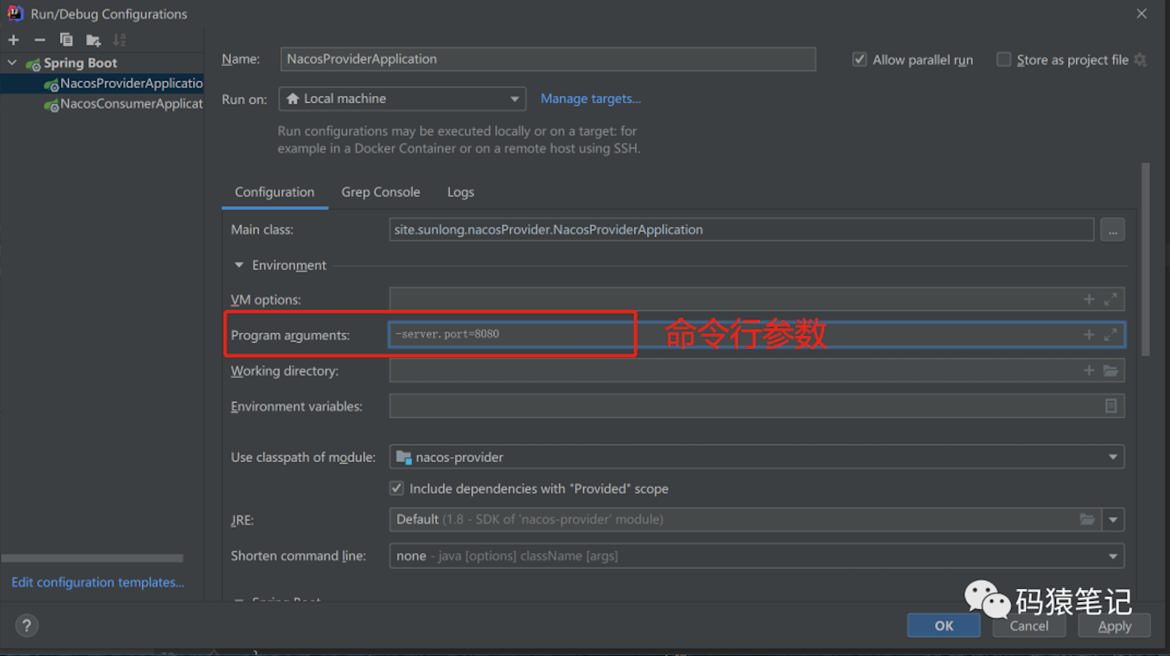 Run/Debug Configurations
Spring Boot
NacosProviderApplicatio
NacosConsumerApplicat
Edit configuration templates...
Name:
NacosProviderApplication
Allow parallel run
Store as project file
Run on:
Local machine
Manage targets...
Run configurations may be executed locally or on a target: for
example in a Docker Container or on a remote host using SSH.
Configuration
Grep Console
Logs
Main class:
site.sunlong.nacosProvider.NacosProviderApplication
...
Environment
VM options:
Program arguments:
-server.port=8080
命令行参数
Working directory:
Environment variables:
Use classpath of module:
nacos-provider
Include dependencies with "Provided" scope
JRE:
Default (1.8 - SDK of 'nacos-provider' module)
Shorten command line:
none - java [options] className [args]
Spring Boot
码猿笔记
?
OK
Cancel
Apply